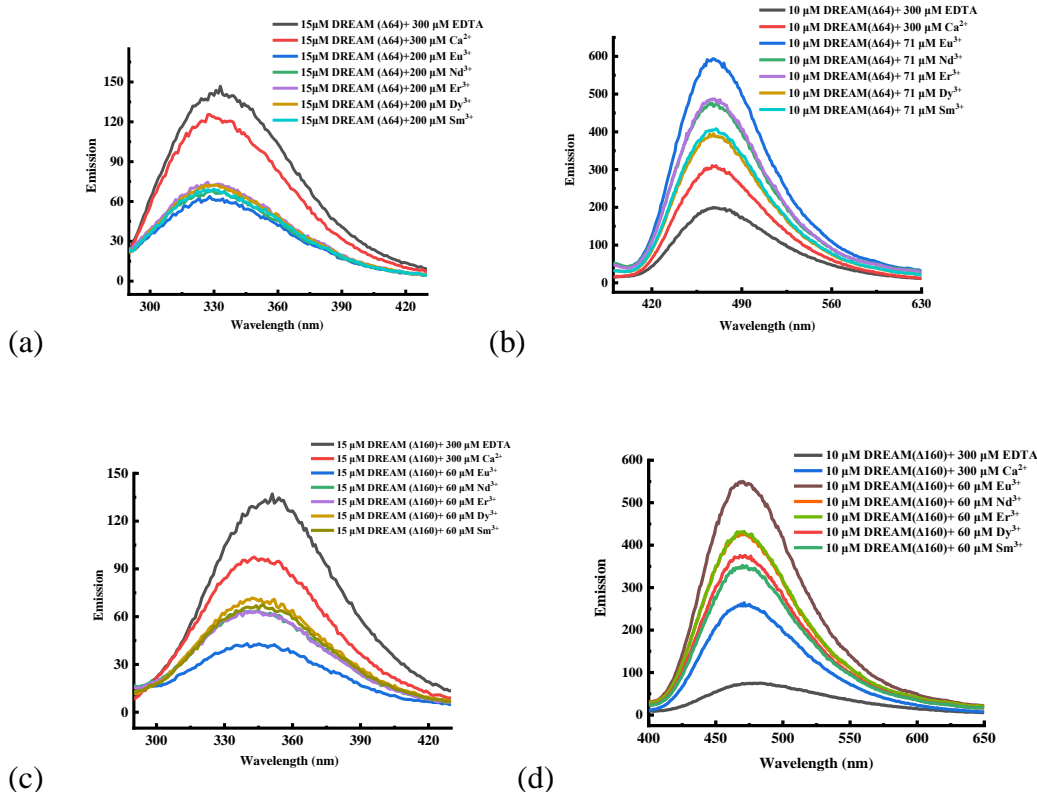 15μM DREAM (Δ64)+ 300 μM EDTA
15μM DREAM (Δ64)+300 μM Ca²⁺
15μM DREAM (Δ64)+200 μM Eu³⁺
15μM DREAM (Δ64)+200 μM Nd³⁺
15μM DREAM (Δ64)+200 μM Er³⁺
15μM DREAM (Δ64)+200 μM Dy³⁺
15μM DREAM (Δ64)+200 μM Sm³⁺
Emission
150
120
90
60
30
0
300 330 360 390 420
Wavelength (nm)
(a)
10 μM DREAM(Δ64)+ 300 μM EDTA
10 μM DREAM(Δ64)+ 300 μM Ca²⁺
10 μM DREAM(Δ64)+ 71 μM Eu³⁺
10 μM DREAM(Δ64)+ 71 μM Nd³⁺
10 μM DREAM(Δ64)+ 71 μM Er³⁺
10 μM DREAM(Δ64)+ 71 μM Dy³⁺
10 μM DREAM(Δ64)+ 71 μM Sm³⁺
Emission
600
500
400
300
200
100
0
420 490 560 630
Wavelength (nm)
(b)
15 μM DREAM (Δ160)+ 300 μM EDTA
15 μM DREAM (Δ160)+ 300 μM Ca²⁺
15 μM DREAM (Δ160)+ 60 μM Eu³⁺
15 μM DREAM (Δ160)+ 60 μM Nd³⁺
15 μM DREAM (Δ160)+ 60 μM Er³⁺
15 μM DREAM (Δ160)+ 60 μM Dy³⁺
15 μM DREAM (Δ160)+ 60 μM Sm³⁺
Emission
150
120
90
60
30
0
300 330 360 390 420
Wavelength (nm)
(c)
10 μM DREAM(Δ160)+ 300 μM EDTA
10 μM DREAM(Δ160)+ 300 μM Ca²⁺
10 μM DREAM(Δ160)+ 60 μM Eu³⁺
10 μM DREAM(Δ160)+ 60 μM Nd³⁺
10 μM DREAM(Δ160)+ 60 μM Er³⁺
10 μM DREAM(Δ160)+ 60 μM Dy³⁺
10 μM DREAM(Δ160)+ 60 μM Sm³⁺
Emission
600
500
400
300
200
100
0
400 450 500 550 600 650
Wavelength (nm)
(d)